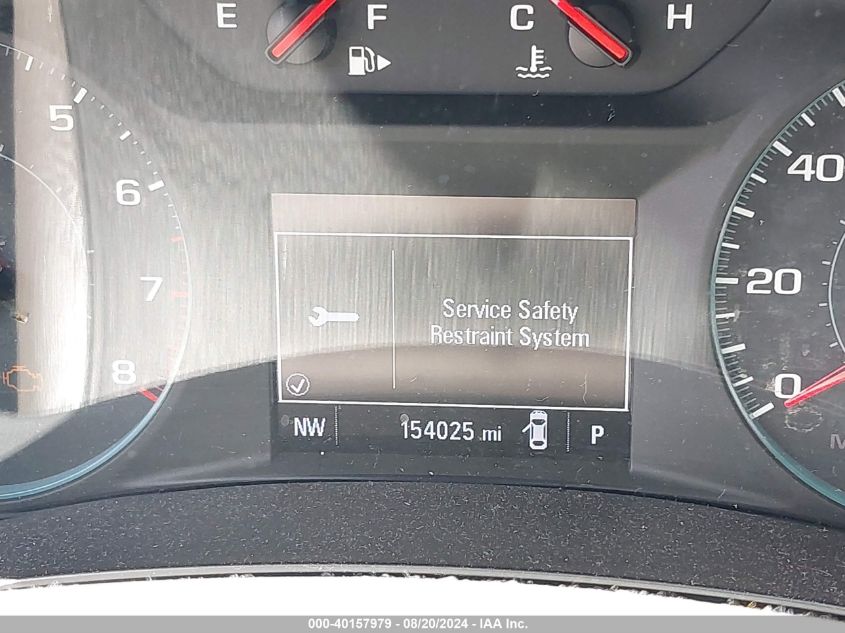 E F C H
5
6
7
8
40
20
0
Service Safety
Restraint System
NW 154025 mi P
M
000-40157979 - 08/20/2024 - IAA Inc.